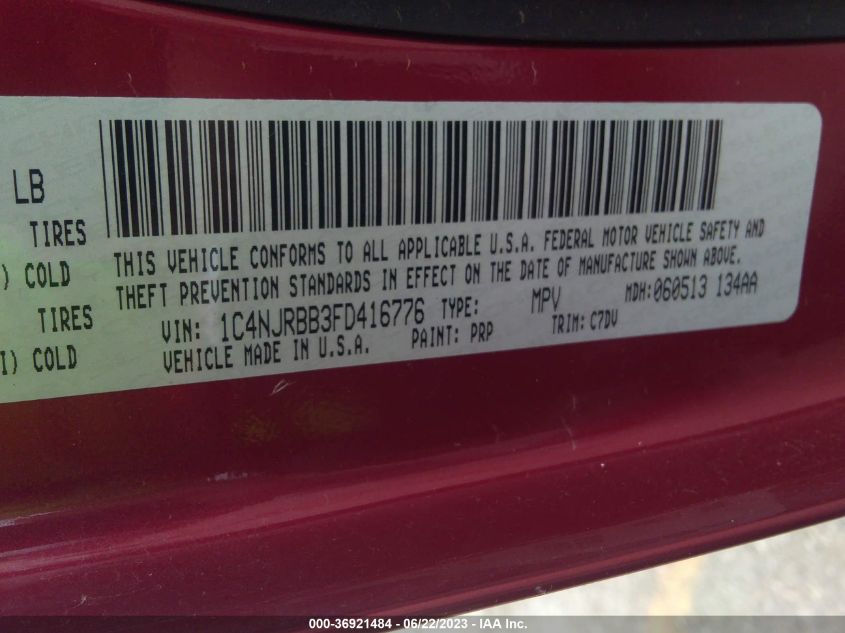 LB
TIRES
) COLD
TIRES
I) COLD
THIS VEHICLE CONFORMS TO ALL APPLICABLE U.S.A. FEDERAL MOTOR VEHICLE SAFETY AND
THEFT PREVENTION STANDARDS IN EFFECT ON THE DATE OF MANUFACTURE SHOWN ABOVE.
VIN: 1C4NJRBB3FD416776 TYPE: MPV MDH:060513 134AA
VEHICLE MADE IN U.S.A. PAINT: PRP TRIM: C7DV
000-36921484 - 06/22/2023 - IAA Inc.